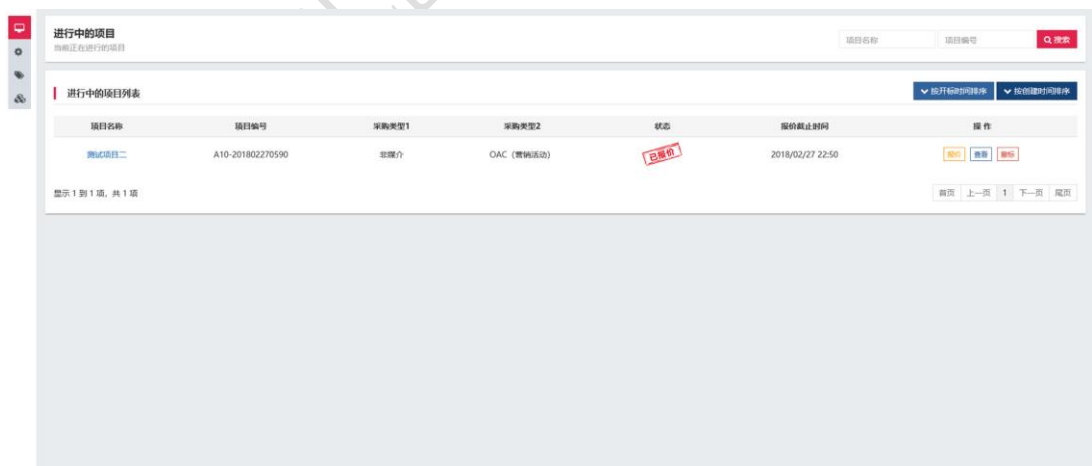 进行中的项目
当前正在进行的项目
项目名称 项目编号 搜索
进行中的项目列表
按开标时间排序 按创建时间排序
项目名称 项目编号 采购类型1 采购类型2 状态 报价截止时间 操 作
测试项目二 A10-201802270590 非媒介 OAC（营销活动） 已报价 2018/02/27 22:50 报价 查看 撤标
显示 1 到 1 项, 共 1 项
首页 上一页 1 下一页 尾页